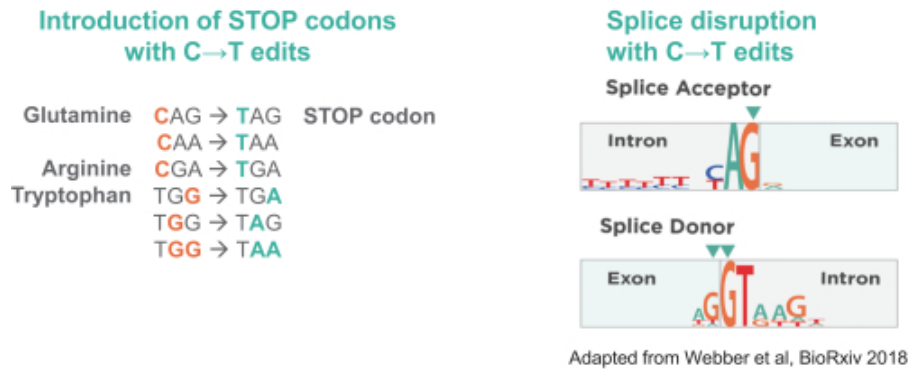 Introduction of STOP codons
with C→T edits
Glutamine CAG → TAG STOP codon
CAA → TAA
Arginine CGA → TGA
Tryptophan TGG → TGA
TGG → TAG
TGG → TAA
Splice disruption
with C→T edits
Splice Acceptor
Intron AG Exon
Splice Donor
Exon GGT AAG Intron
Adapted from Webber et al, BioRxiv 2018